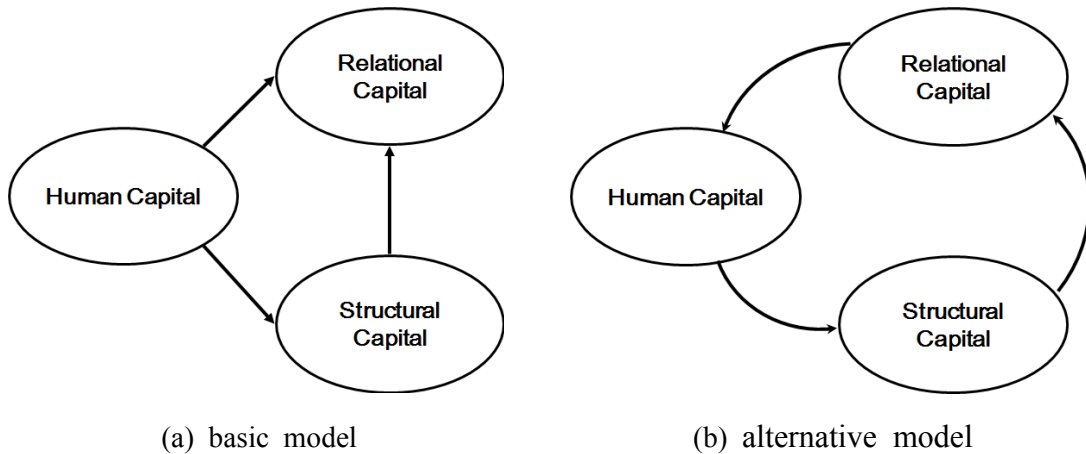 Relational
Capital
Human Capital
Structural
Capital
(a) basic model
Relational
Capital
Human Capital
Structural
Capital
(b) alternative model